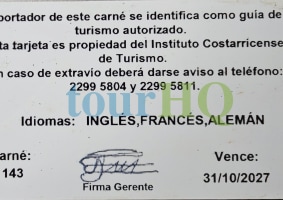 portador de este carné se identifica como guía de
turismo autorizado.
ta tarjeta es propiedad del Instituto Costarricense
de Turismo.
n caso de extravio deberá darse aviso al teléfono:
2299 5804 y 2299 5811.
tourHQ
Idiomas: INGLES,FRANCÉS,ALEMÁN
arné:
143
Firma Gerente
Vence:
31/10/2027